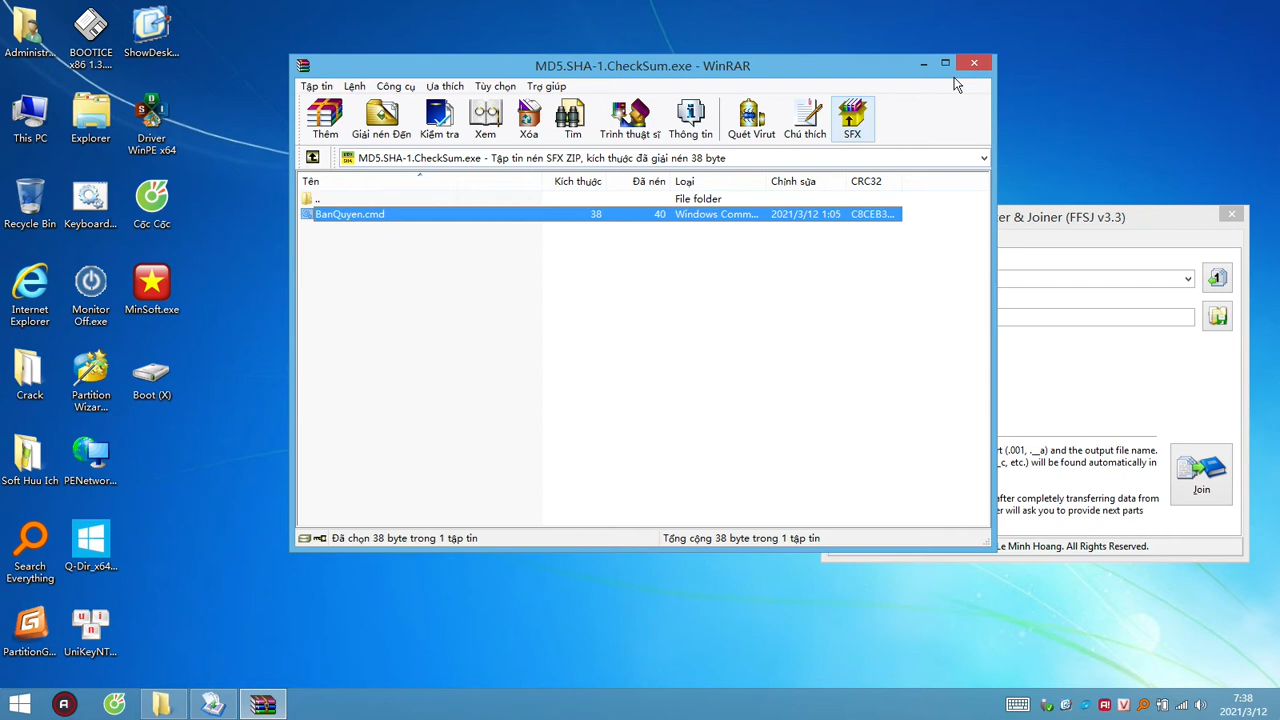 Administr...
BOOTICE
x86 1.3....
ShowDesk...
This PC
Explorer
Driver
WinPE x64
Recycle Bin
Keyboard...
Cốc Cốc
Internet
Explorer
Monitor
Off.exe
MinSoft.exe
Crack
Partition
Wizar...
Boot (X)
Soft Huu Ich
PENetwor...
Search
Everything
Q-Dir_x64...
PartitionG...
UniKeyNT...
MD5.SHA-1.CheckSum.exe - WinRAR
Tập tin Lệnh Công cụ Ưa thích Tùy chọn Trợ giúp
Thêm Giải nén Đến Kiểm tra Xem Xóa Tìm Trình thuật sĩ Thông tin Quét Virut Chú thích SFX
MD5.SHA-1.CheckSum.exe - Tập tin nén SFX ZIP, kích thước đã giải nén 38 byte
Tên Kích thước Đã nén Loại Chỉnh sửa CRC32
.. File folder
BanQuyen.cmd 38 40 Windows Comm... 2021/3/12 1:05 C8CEB3...
Đã chọn 38 byte trong 1 tập tin Tổng cộng 38 byte trong 1 tập tin
er & Joiner (FFSJ v3.3)
rt (.001, .__a) and the output file name.
_c, etc.) will be found automatically in
after completely transferring data from
er will ask you to provide next parts
Join
Le Minh Hoang. All Rights Reserved.
7:38
2021/3/12